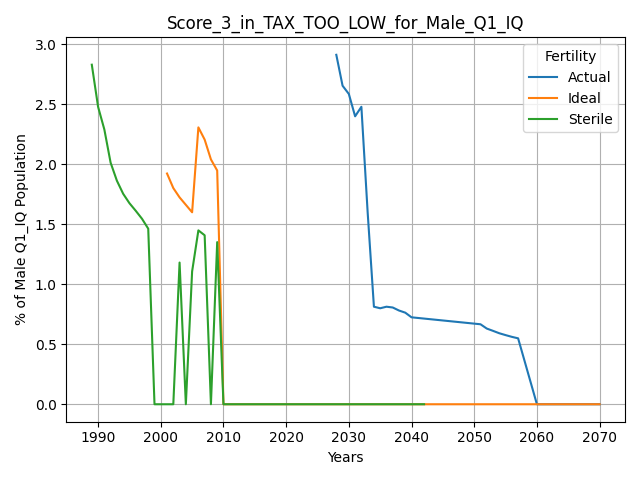 Score_3_in_TAX_TOO_LOW_for_Male_Q1_IQ
Fertility
Actual
Ideal
Sterile
% of Male Q1_IQ Population
3.0
2.5
2.0
1.5
1.0
0.5
0.0
1990 2000 2010 2020 2030 2040 2050 2060 2070
Years